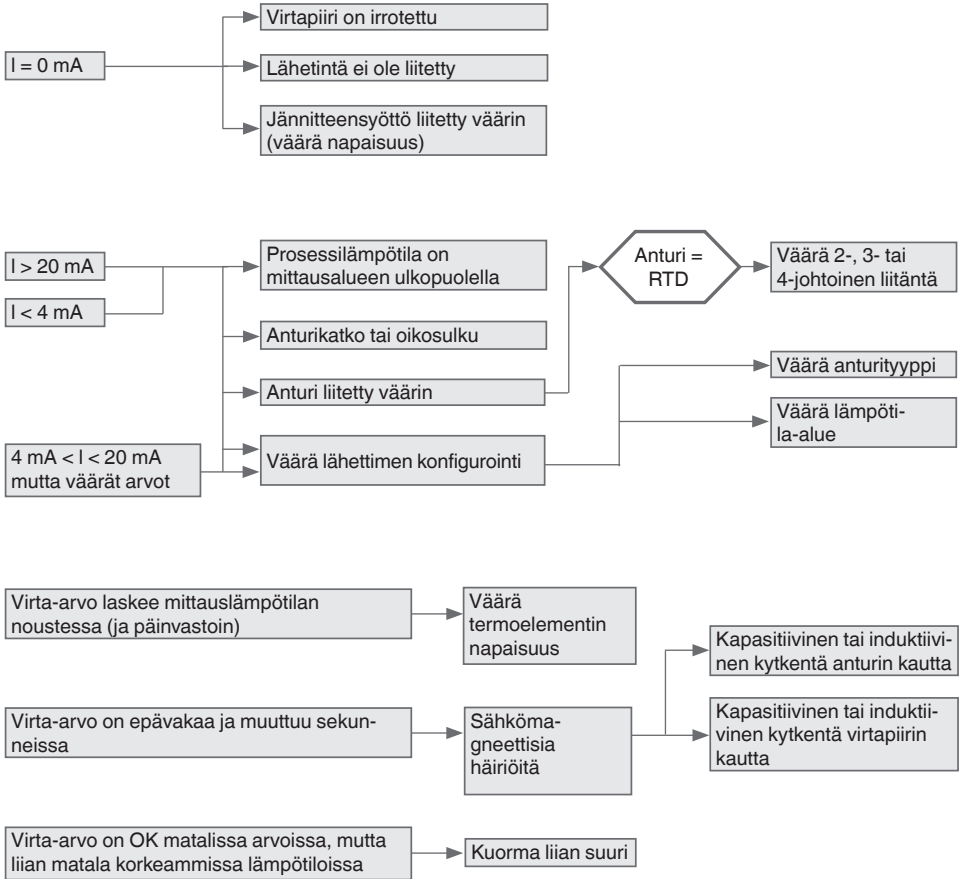 Virtapiiri on irrotettu
I = 0 mA
Lähetintä ei ole liitetty
Jännitteensyöttö liitetty väärin
(väärä napaisuus)
I > 20 mA
I < 4 mA
Prosessilämpötila on
mittausalueen ulkopuolella
Anturi =
RTD
Väärä 2-, 3- tai
4-johtoinen liitäntä
Anturikatko tai oikosulku
Väärä anturityyppi
Anturi liitetty väärin
Väärä lämpöti-
la-alue
4 mA < I < 20 mA
mutta väärät arvot
Väärä lähettimen konfigurointi
Virta-arvo laskee mittauslämpötilan
noustessa (ja päinvastoin)
Väärä
termoelementin
napaisuus
Kapasitiivinen tai induktiivi-
nen kytkentä anturin kautta
Virta-arvo on epävakaa ja muuttuu sekun-
neissa
Sähköma-
gneettisia
häiriöitä
Kapasitiivinen tai induktii-
vinen kytkentä virtapiirin
kautta
Virta-arvo on OK matalissa arvoissa, mutta
liian matala korkeammissa lämpötiloissa
Kuorma liian suuri